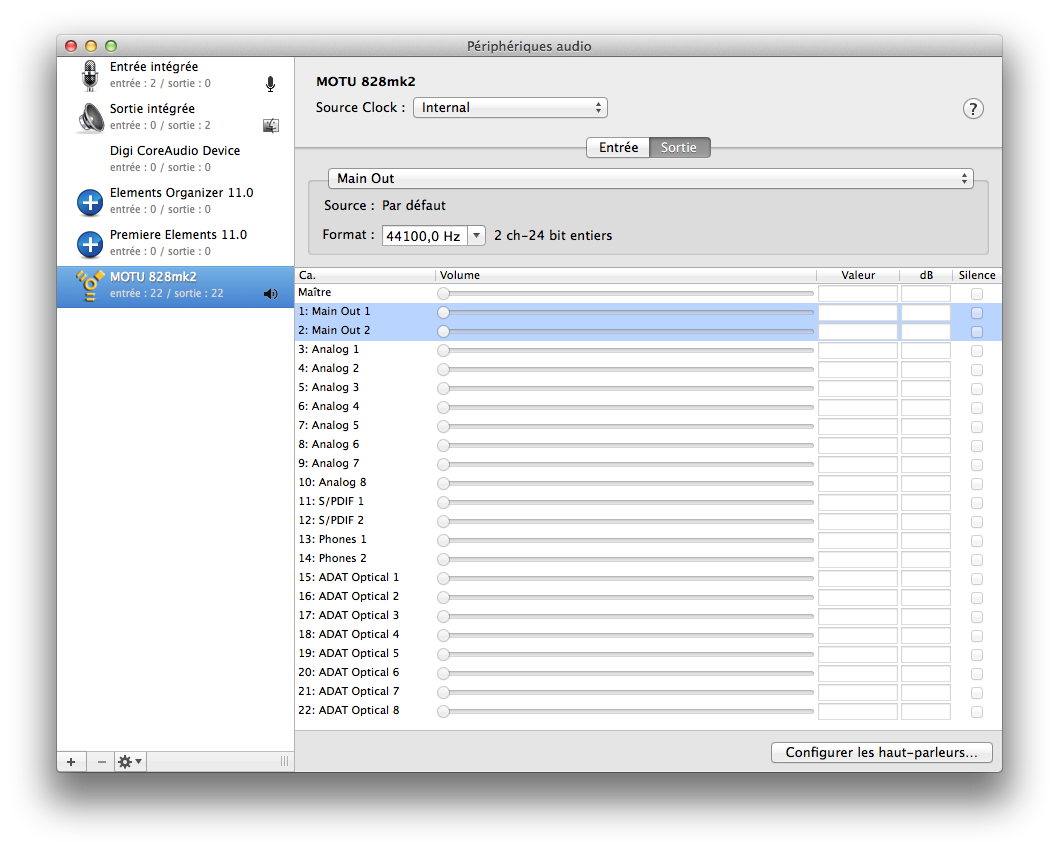 Périphériques audio
Entrée intégrée
entrée : 2 / sortie : 0
Sortie intégrée
entrée : 0 / sortie : 2
Digi CoreAudio Device
entrée : 0 / sortie : 0
Elements Organizer 11.0
entrée : 0 / sortie : 0
Premiere Elements 11.0
entrée : 0 / sortie : 0
MOTU 828mk2
entrée : 22 / sortie : 22
MOTU 828mk2
Source Clock : Internal
?
Entrée Sortie
Main Out
Source : Par défaut
Format : 44100,0 Hz 2 ch-24 bit entiers
Ca. Volume Valeur dB Silence
Maître
1: Main Out 1
2: Main Out 2
3: Analog 1
4: Analog 2
5: Analog 3
6: Analog 4
7: Analog 5
8: Analog 6
9: Analog 7
10: Analog 8
11: S/PDIF 1
12: S/PDIF 2
13: Phones 1
14: Phones 2
15: ADAT Optical 1
16: ADAT Optical 2
17: ADAT Optical 3
18: ADAT Optical 4
19: ADAT Optical 5
20: ADAT Optical 6
21: ADAT Optical 7
22: ADAT Optical 8
Configurer les haut-parleurs...